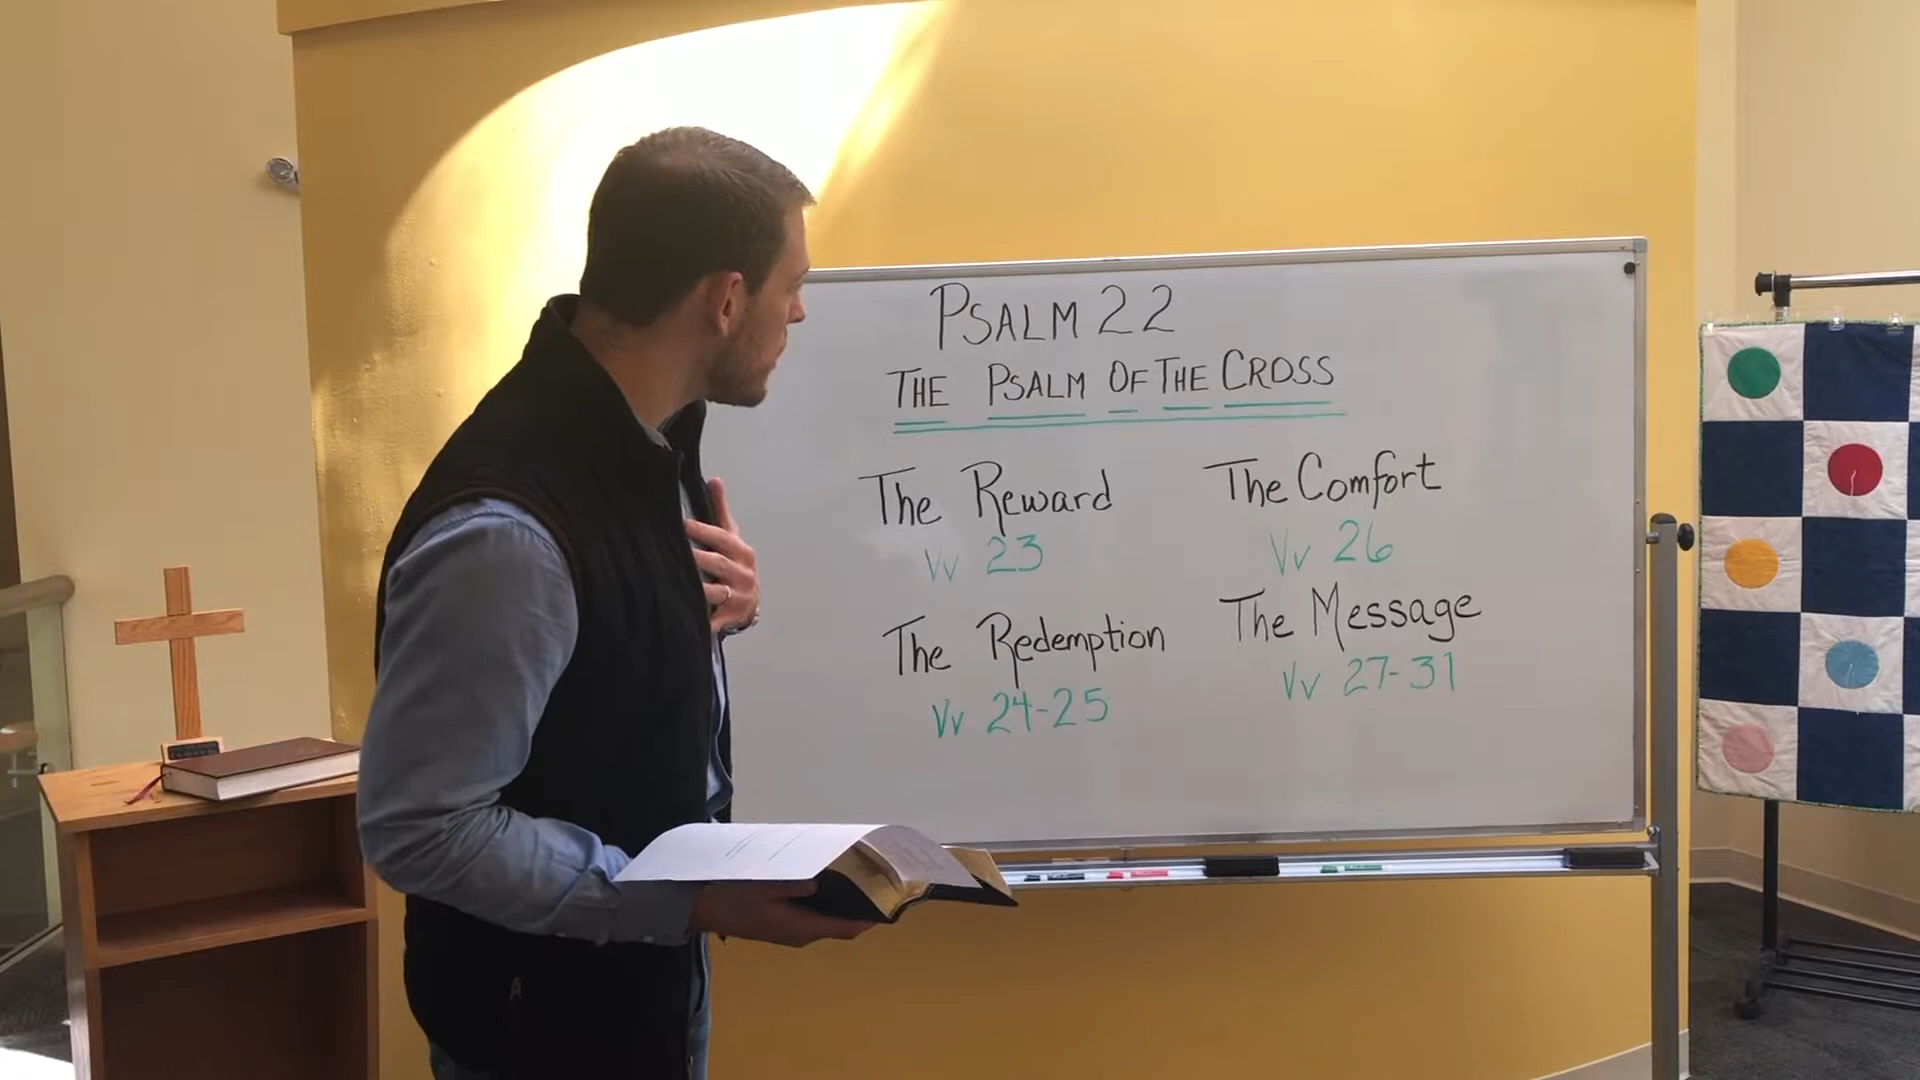 PSALM 22
THE PSALM OF THE CROSS
The Reward
Vv 23
The Redemption
Vv 24-25
The Comfort
Vv 26
The Message
Vv 27-31